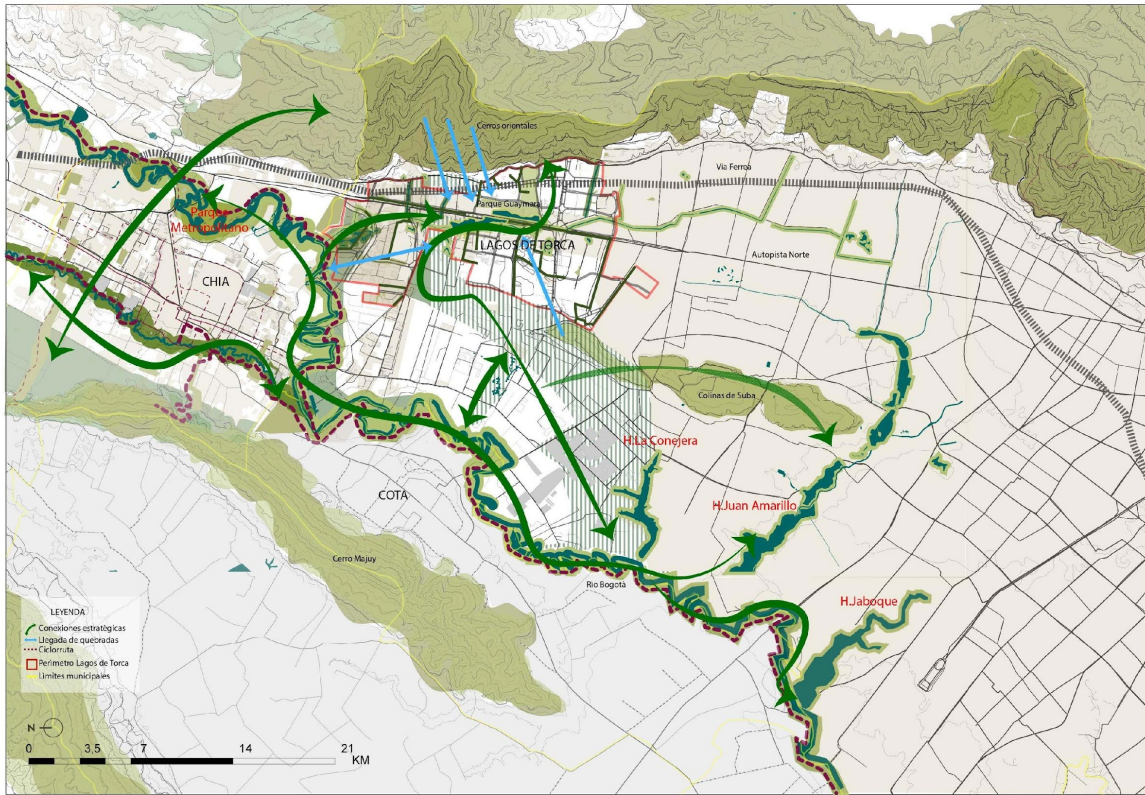 Cerros orientales
Via Ferrea
Parque Guaymaral
Parque
Metropolitano
LAGOS DE TORCA
Autopista Norte
CHIA
Colinas de Suba
H.La Conejera
COTA
H.Juan Amarillo
Cerro Majuy
Rio Bogotá
H.Jaboque
LEYENDA
Conexiones estratégicas
Llegada de quebradas
Ciclorruta
Perimetro Lagos de Torca
Limites municipales
N
0 3,5 7 14 21
KM